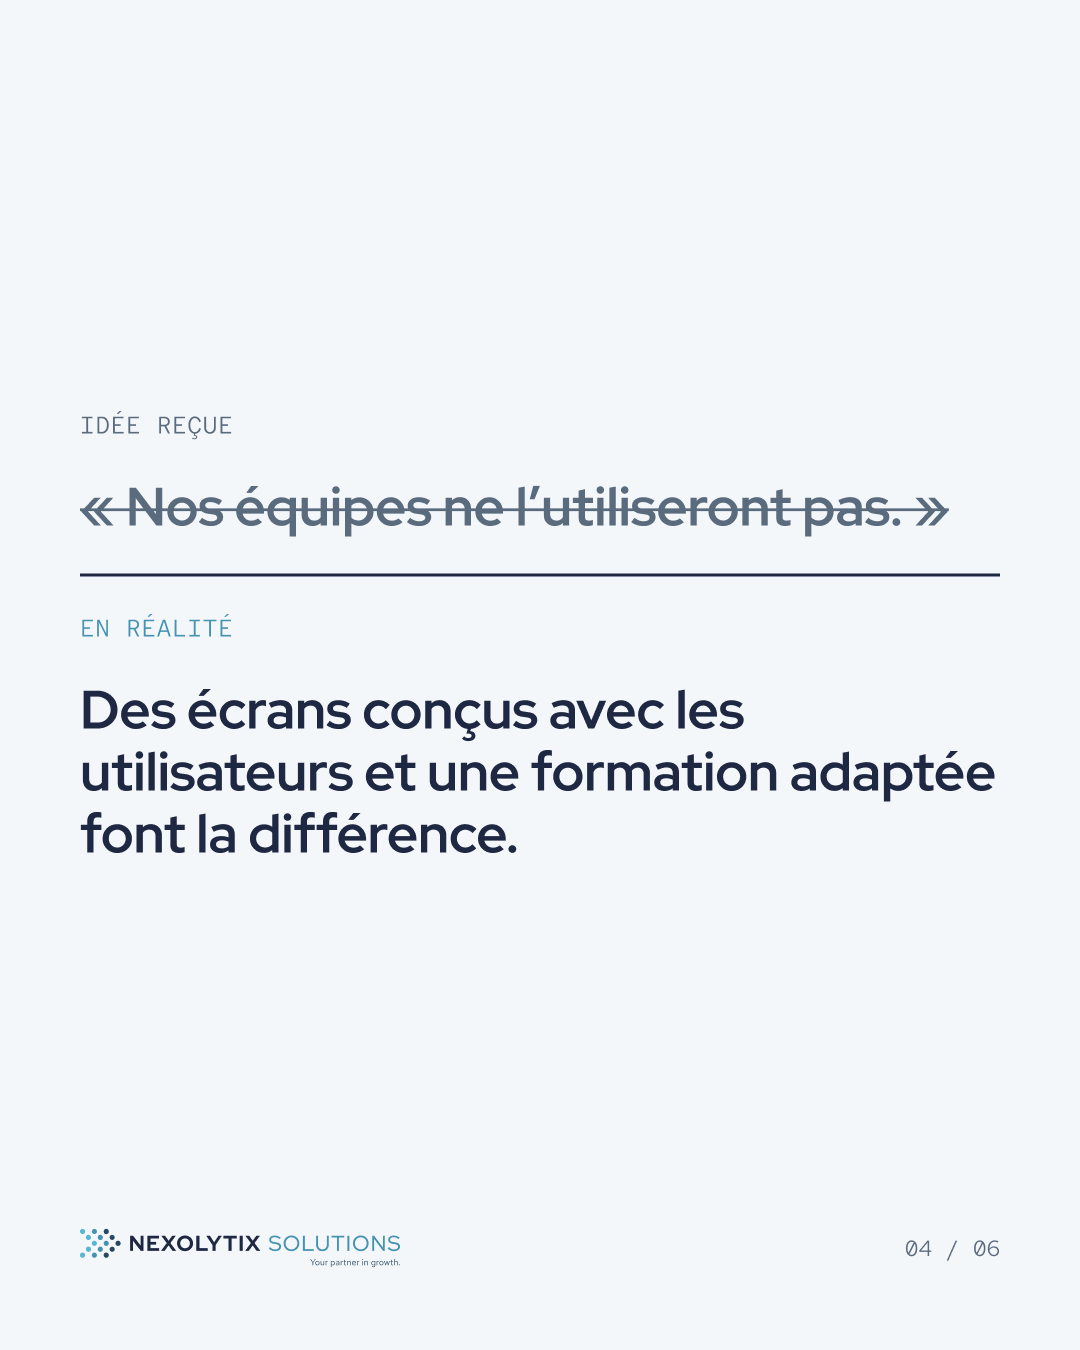 IDÉE REÇUE
« Nos équipes ne l’utiliseront pas. »
EN RÉALITÉ
Des écrans conçus avec les
utilisateurs et une formation adaptée
font la différence.
NEXOLYTIX SOLUTIONS
Your partner in growth.
04 / 06